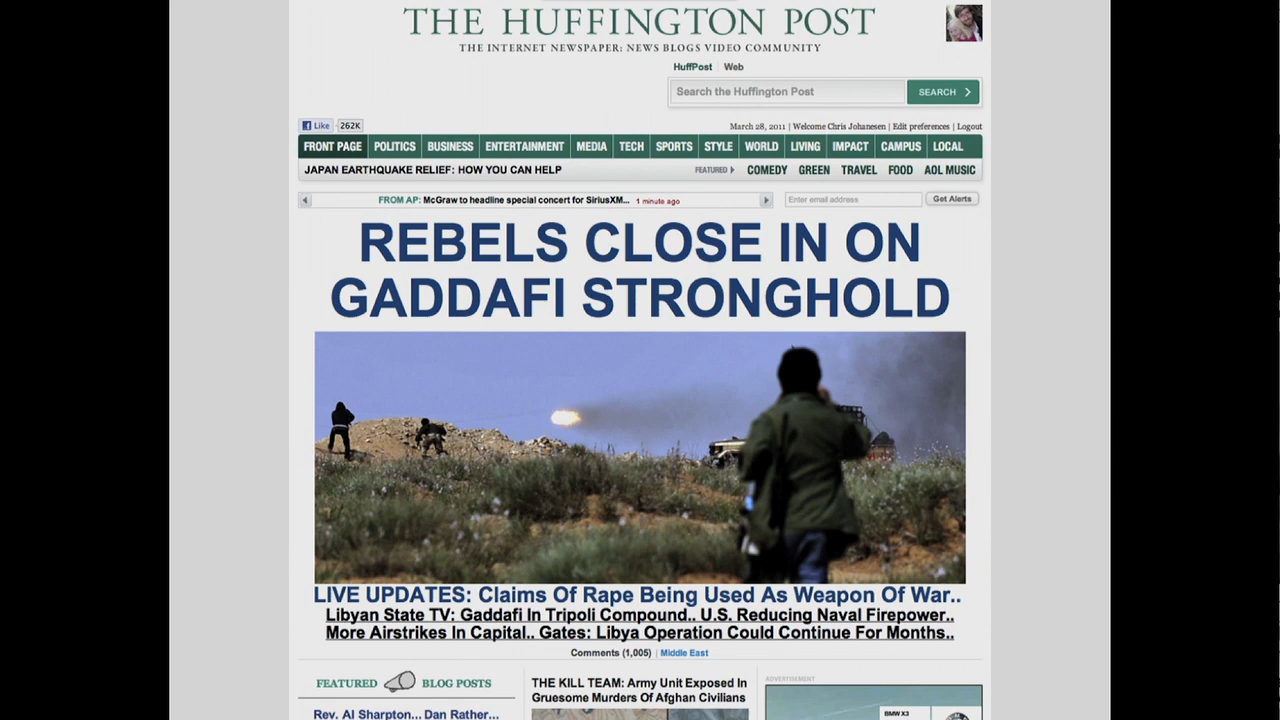 THE HUFFINGTON POST
THE INTERNET NEWSPAPER: NEWS BLOGS VIDEO COMMUNITY
HuffPost Web
Search the Huffington Post SEARCH
Like 262K
March 28, 2011 | Welcome Chris Johanesen | Edit preferences | Logout
FRONT PAGE POLITICS BUSINESS ENTERTAINMENT MEDIA TECH SPORTS STYLE WORLD LIVING IMPACT CAMPUS LOCAL
JAPAN EARTHQUAKE RELIEF: HOW YOU CAN HELP FEATURED COMEDY GREEN TRAVEL FOOD AOL MUSIC
FROM AP: McGraw to headline special concert for SiriusXM... 1 minute ago Enter email address Get Alerts
REBELS CLOSE IN ON
GADDAFI STRONGHOLD
LIVE UPDATES: Claims Of Rape Being Used As Weapon Of War..
Libyan State TV: Gaddafi In Tripoli Compound.. U.S. Reducing Naval Firepower..
More Airstrikes In Capital.. Gates: Libya Operation Could Continue For Months..
Comments (1,005) | Middle East
FEATURED BLOG POSTS
Rev. Al Sharpton... Dan Rather...
THE KILL TEAM: Army Unit Exposed In
Gruesome Murders Of Afghan Civilians
ADVERTISEMENT
BMW X3